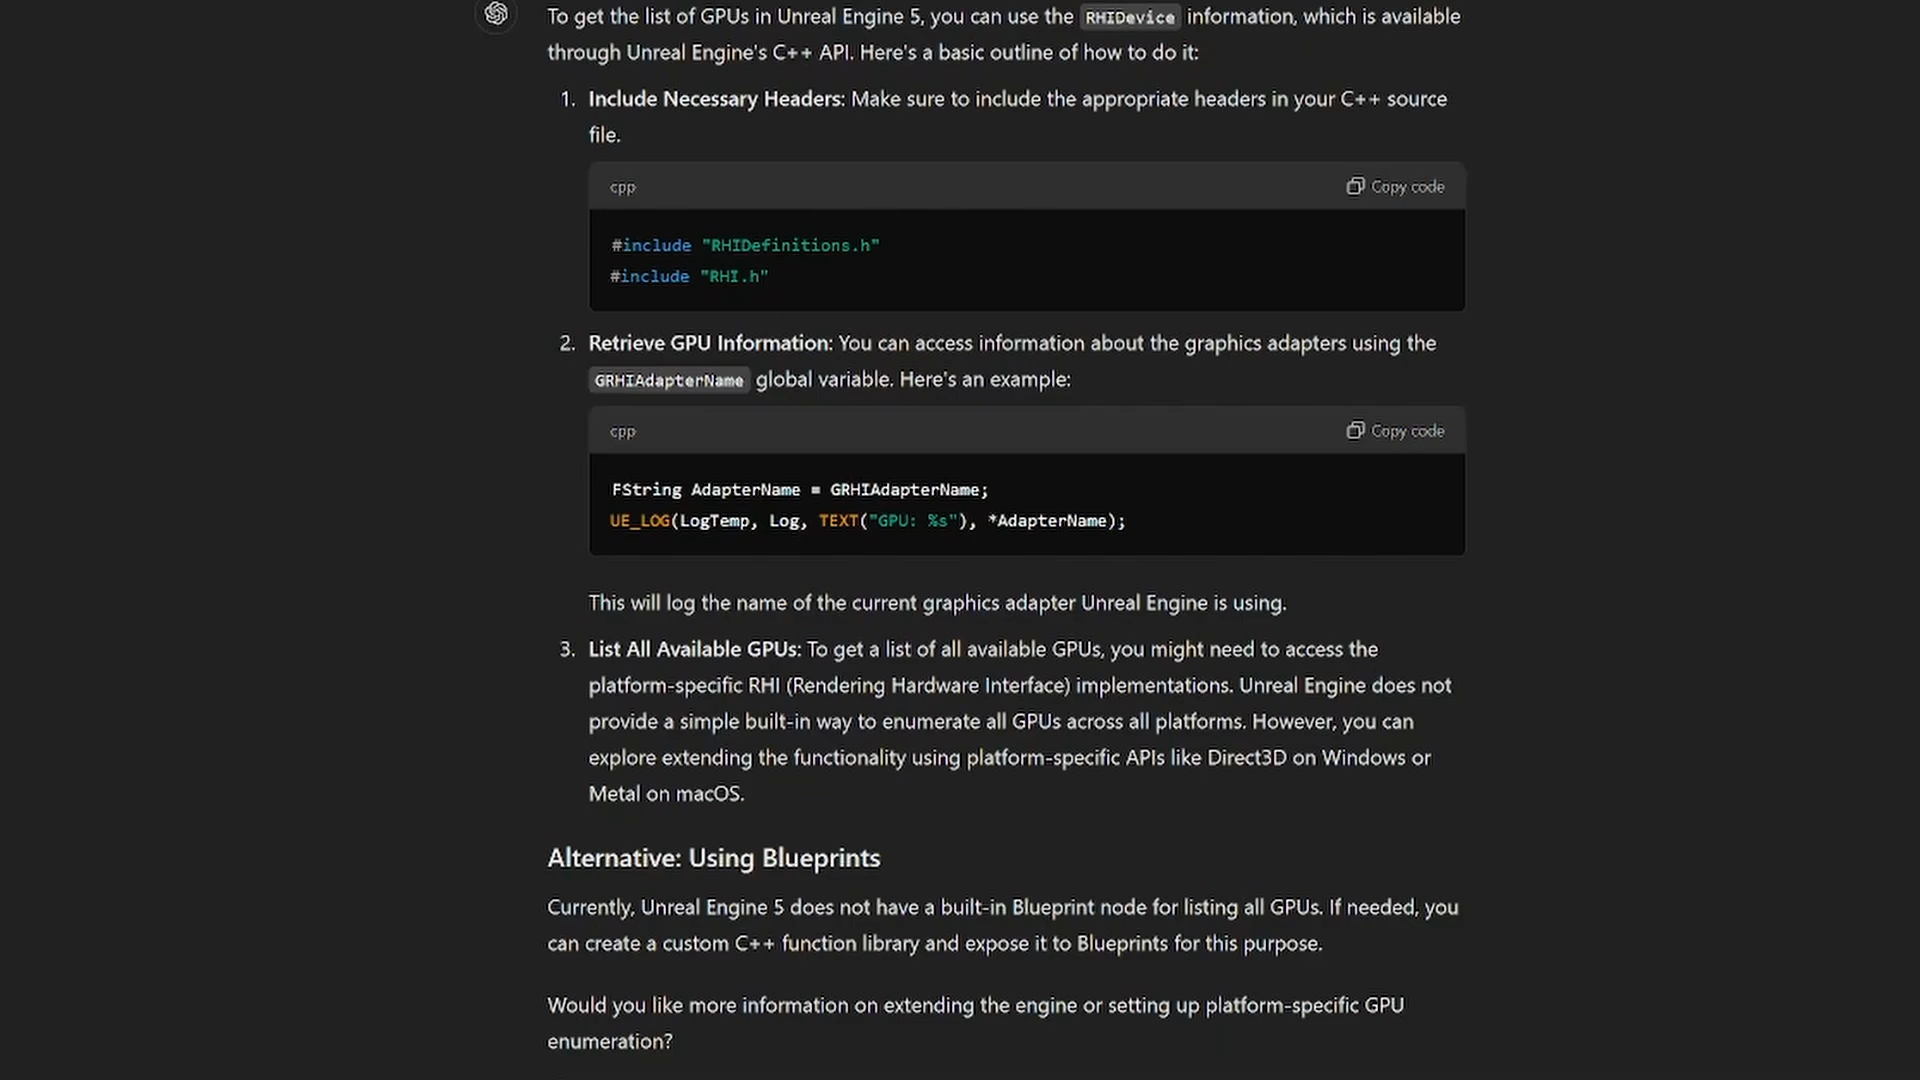 To get the list of GPUs in Unreal Engine 5, you can use the RHIDevice information, which is available
through Unreal Engine's C++ API. Here's a basic outline of how to do it:
1. Include Necessary Headers: Make sure to include the appropriate headers in your C++ source
file.
cpp
Copy code
#include "RHIDefinitions.h"
#include "RHI.h"
2. Retrieve GPU Information: You can access information about the graphics adapters using the
GRHIAdapterName global variable. Here's an example:
cpp
Copy code
FString AdapterName = GRHIAdapterName;
UE_LOG(LogTemp, Log, TEXT("GPU: %s"), *AdapterName);
This will log the name of the current graphics adapter Unreal Engine is using.
3. List All Available GPUs: To get a list of all available GPUs, you might need to access the
platform-specific RHI (Rendering Hardware Interface) implementations. Unreal Engine does not
provide a simple built-in way to enumerate all GPUs across all platforms. However, you can
explore extending the functionality using platform-specific APIs like Direct3D on Windows or
Metal on macOS.
Alternative: Using Blueprints
Currently, Unreal Engine 5 does not have a built-in Blueprint node for listing all GPUs. If needed, you
can create a custom C++ function library and expose it to Blueprints for this purpose.
Would you like more information on extending the engine or setting up platform-specific GPU
enumeration?